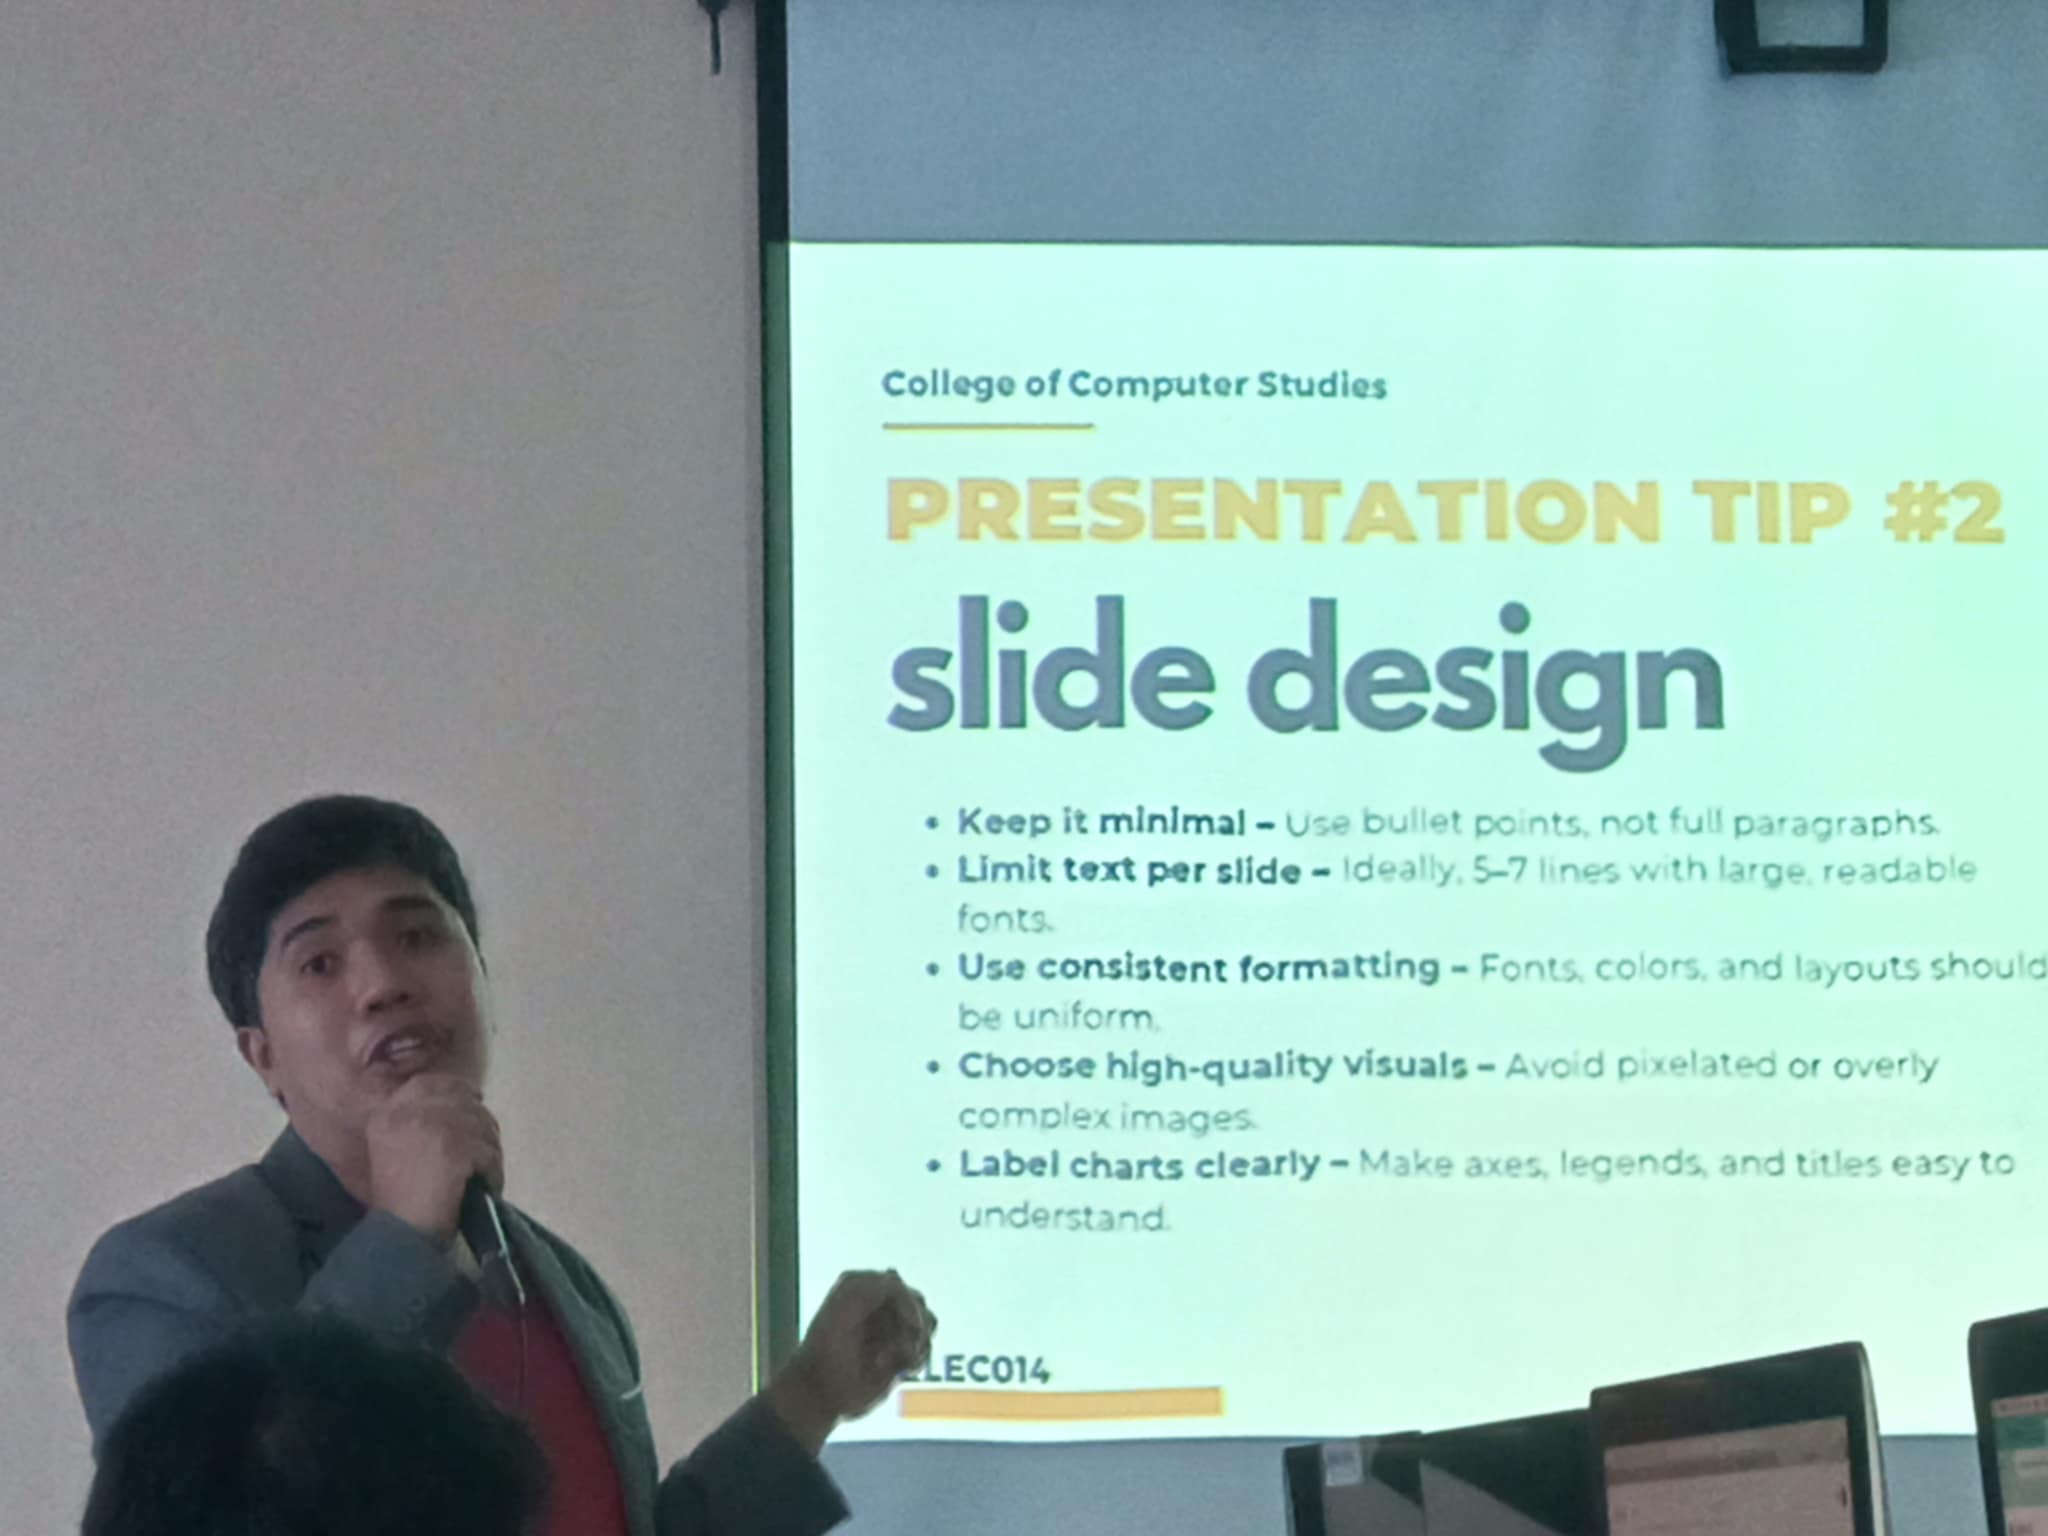 College of Computer Studies
PRESENTATION TIP #2
slide design
• Keep it minimal – Use bullet points, not full paragraphs.
• Limit text per slide – Ideally, 5–7 lines with large, readable
fonts.
• Use consistent formatting – Fonts, colors, and layouts should
be uniform.
• Choose high-quality visuals – Avoid pixelated or overly
complex images.
• Label charts clearly – Make axes, legends, and titles easy to
understand.
LEC014